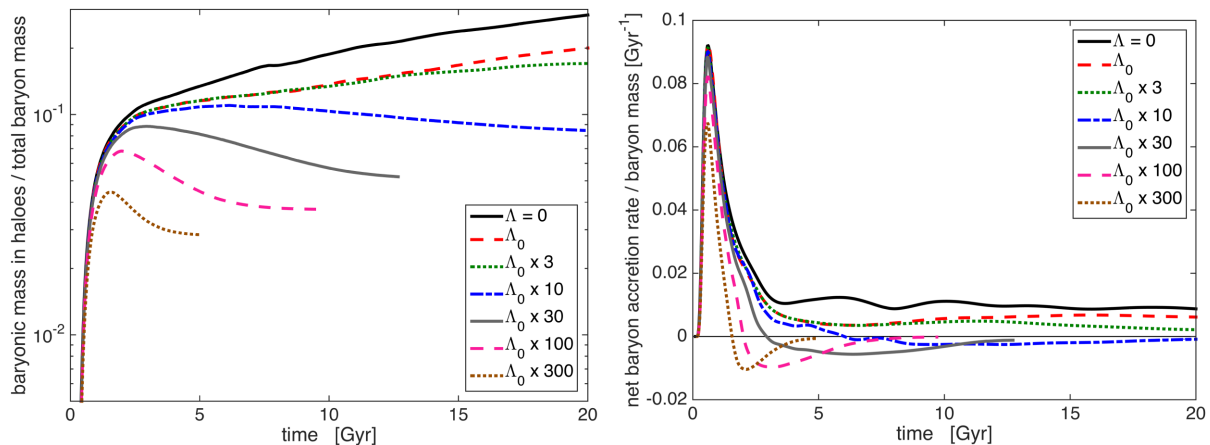 baryonic mass in haloes / total baryon mass
10⁻¹
10⁻²
0 5 10 15 20
time [Gyr]
Λ = 0
Λ₀
Λ₀ x 3
Λ₀ x 10
Λ₀ x 30
Λ₀ x 100
Λ₀ x 300
net baryon accretion rate / baryon mass [Gyr⁻¹]
0.1
0.08
0.06
0.04
0.02
0
-0.02
0 5 10 15 20
time [Gyr]
Λ = 0
Λ₀
Λ₀ x 3
Λ₀ x 10
Λ₀ x 30
Λ₀ x 100
Λ₀ x 300